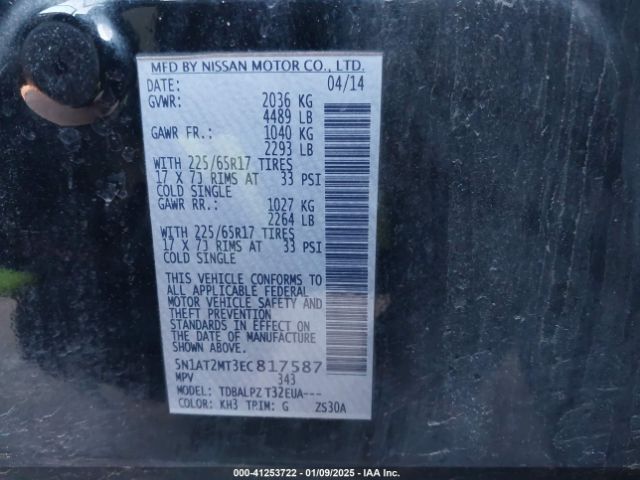 MFD BY NISSAN MOTOR CO., LTD.
DATE: 04/14
GVWR: 2036 KG
4489 LB
GAWR FR.: 1040 KG
2293 LB
WITH 225/65R17 TIRES
17 X 7J RIMS AT 33 PSI
COLD SINGLE
GAWR RR.: 1027 KG
2264 LB
WITH 225/65R17 TIRES
17 X 7J RIMS AT 33 PSI
COLD SINGLE
THIS VEHICLE CONFORMS TO
ALL APPLICABLE FEDERAL
MOTOR VEHICLE SAFETY AND
THEFT PREVENTION
STANDARDS IN EFFECT ON
THE DATE OF MANUFACTURE
SHOWN ABOVE.
5N1AT2MT3EC817587
MPV 343
MODEL: TDBALPZ T32EUA---
COLOR: KH3 TRIM: G ZS30A
000-41253722 - 01/09/2025 - IAA Inc.